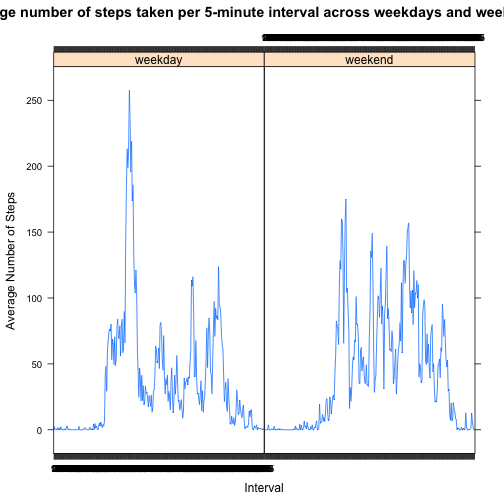 ge number of steps taken per 5-minute interval across weekdays and wee
weekday
weekend
250
200
150
100
50
0
Average Number of Steps
Interval